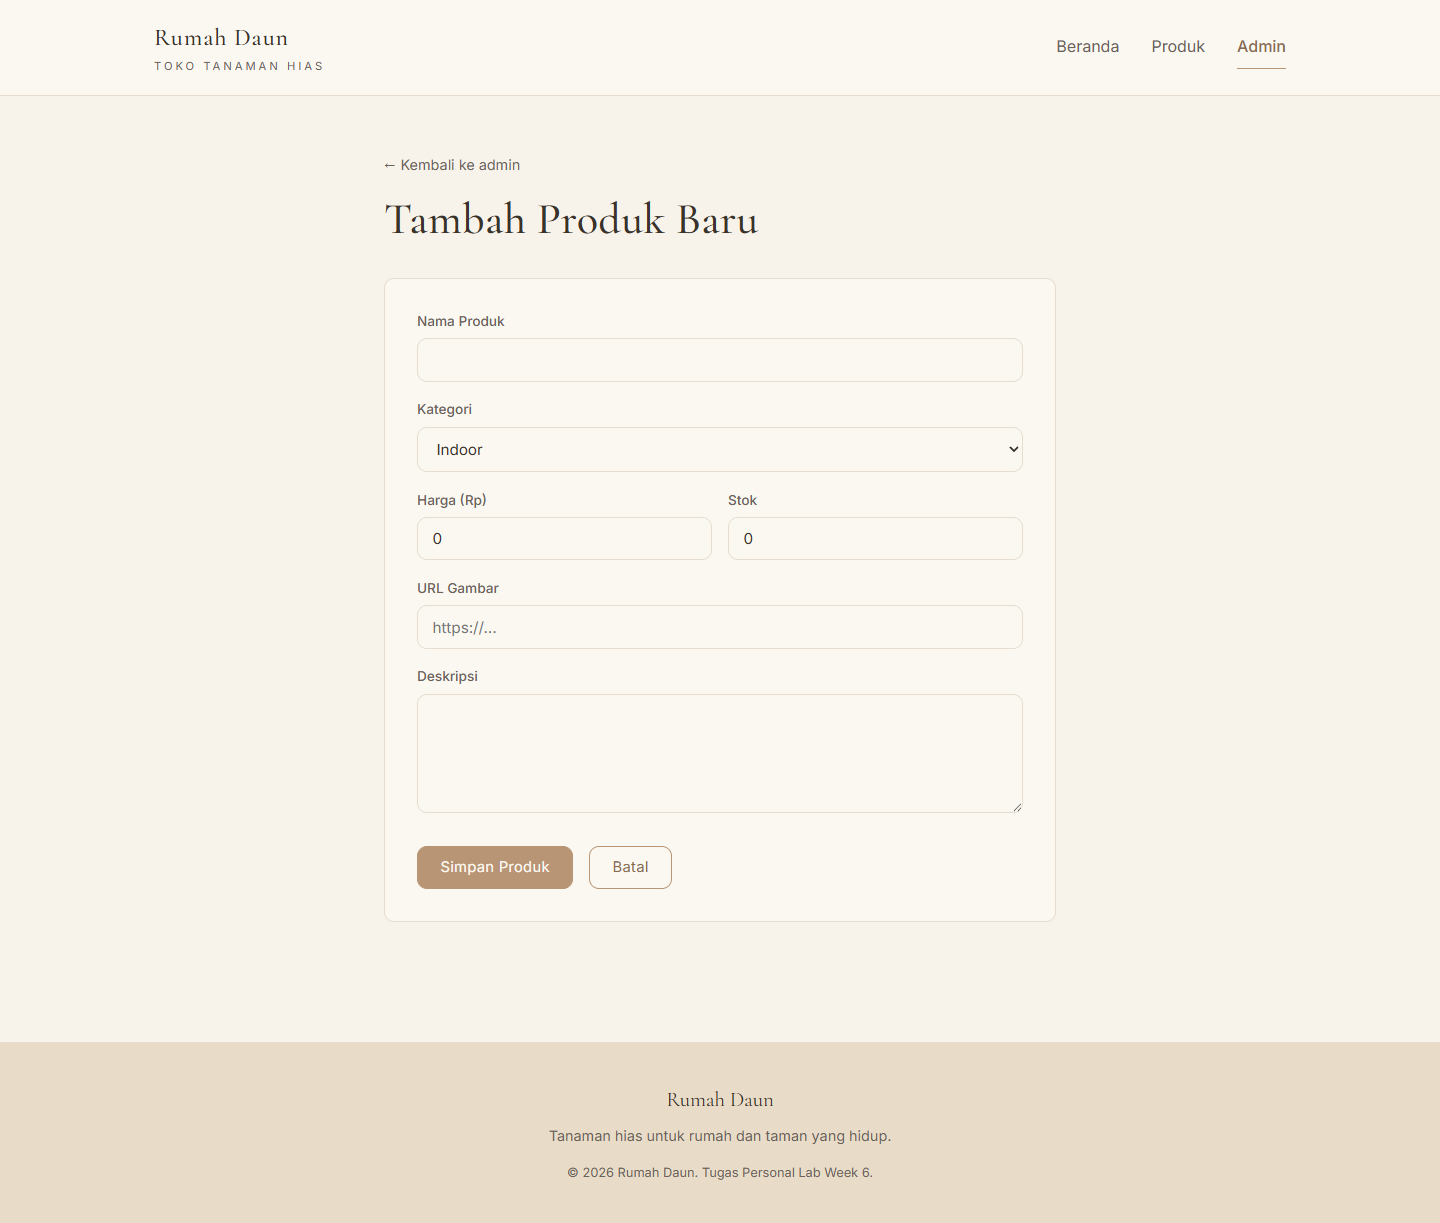 Rumah Daun
TOKO TANAMAN HIAS
Beranda
Produk
Admin
← Kembali ke admin
Tambah Produk Baru
Nama Produk
Kategori
Indoor
Harga (Rp)
Stok
0
0
URL Gambar
https://...
Deskripsi
Simpan Produk
Batal
Rumah Daun
Tanaman hias untuk rumah dan taman yang hidup.
© 2026 Rumah Daun. Tugas Personal Lab Week 6.